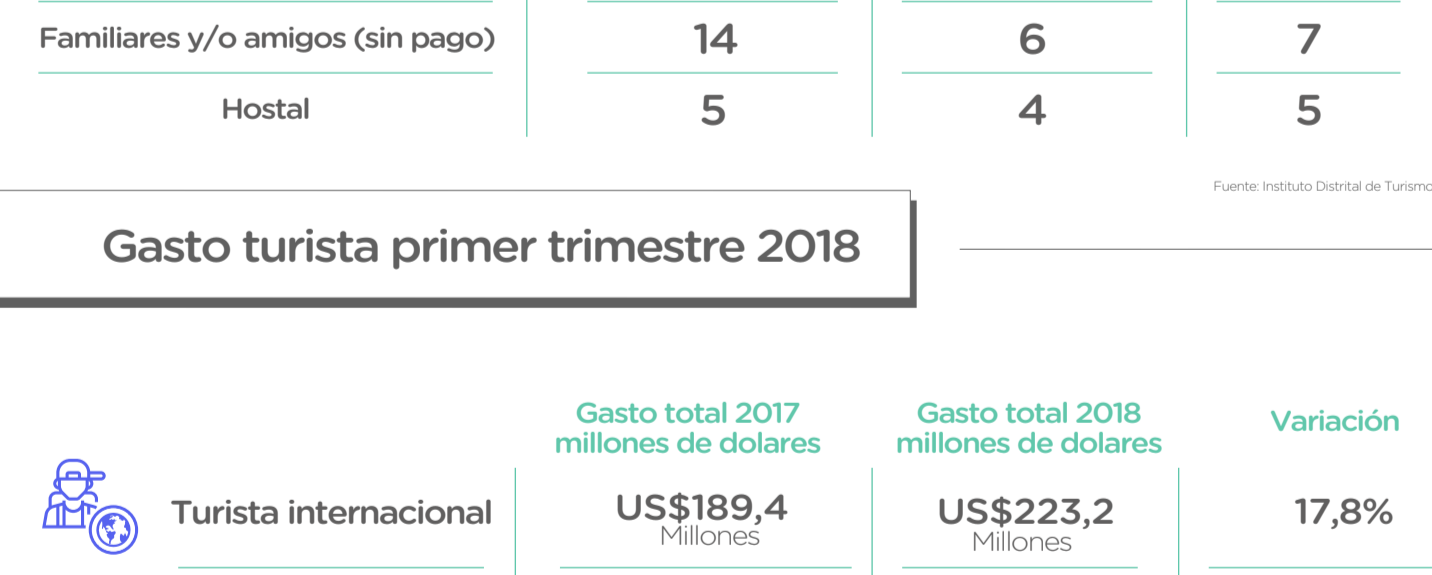 Familiares y/o amigos (sin pago) 14 6 7
Hostal 5 4 5
Fuente: Instituto Distrital de Turismo
Gasto turista primer trimestre 2018
Gasto total 2017 Gasto total 2018 Variación
millones de dolares millones de dolares
Turista internacional US$189,4 US$223,2 17,8%
Millones Millones